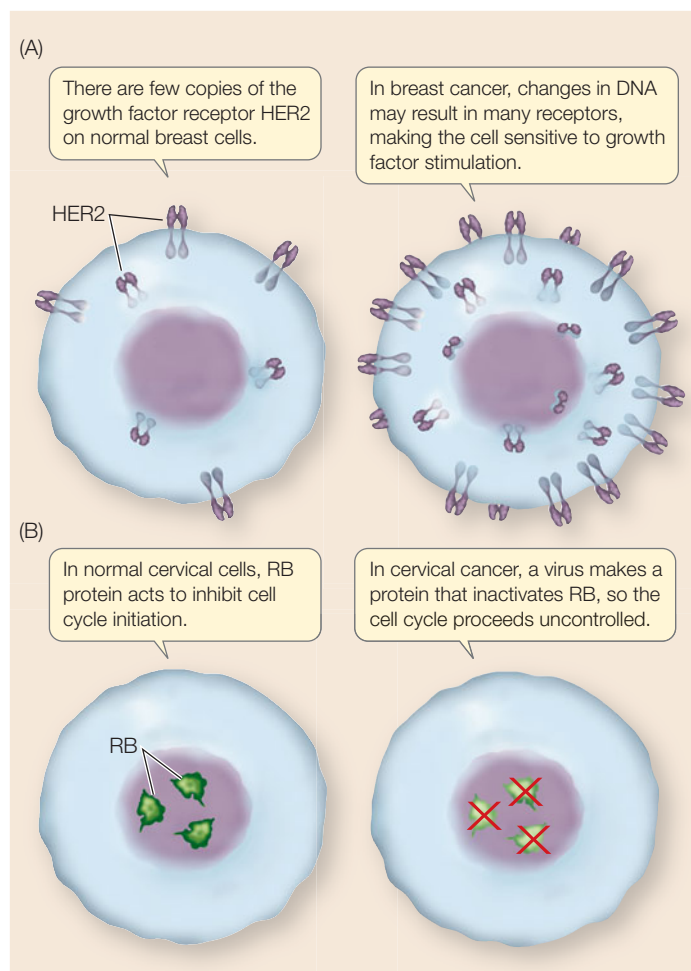 (A)
There are few copies of the
growth factor receptor HER2
on normal breast cells.
In breast cancer, changes in DNA
may result in many receptors,
making the cell sensitive to growth
factor stimulation.
HER2
(B)
In normal cervical cells, RB
protein acts to inhibit cell
cycle initiation.
In cervical cancer, a virus makes a
protein that inactivates RB, so the
cell cycle proceeds uncontrolled.
RB